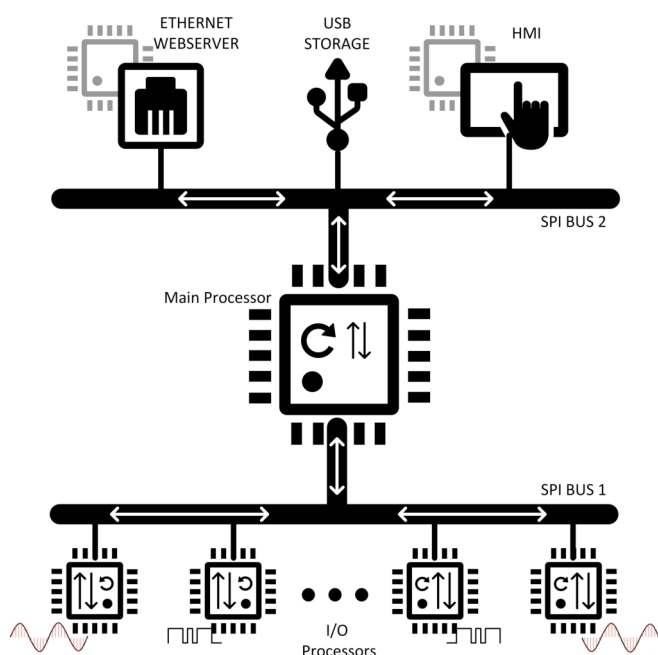 ETHERNET
WEBSERVER
USB
STORAGE
HMI
SPI BUS 2
Main Processor
SPI BUS 1
I/O
Processors